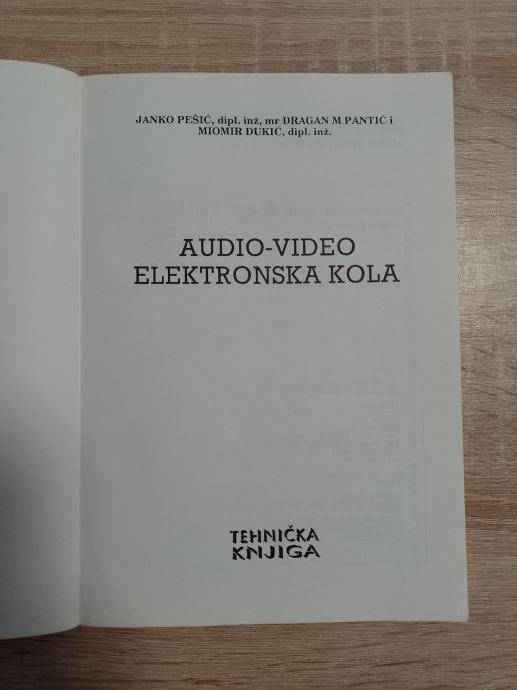 JANKO PEŠIĆ, dipl. inž, mr DRAGAN M. PANTIĆ i
MIOMIR ĐUKIĆ, dipl. inž.
AUDIO-VIDEO
ELEKTRONSKA KOLA
TEHNIČKA
KNJIGA